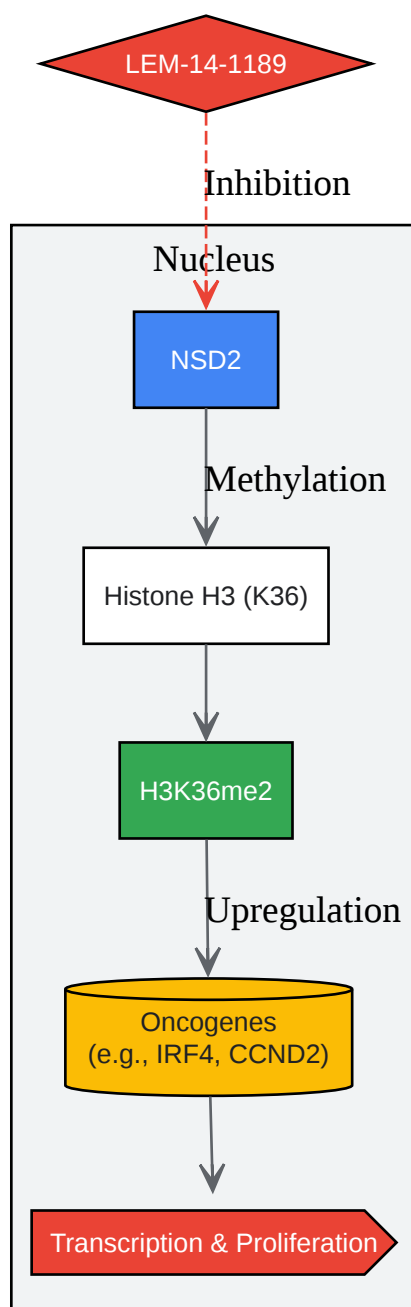 LEM-14-1189
Inhibition
Nucleus
NSD2
Methylation
Histone H3 (K36)
H3K36me2
Upregulation
Oncogenes
(e.g., IRF4, CCND2)
Transcription & Proliferation